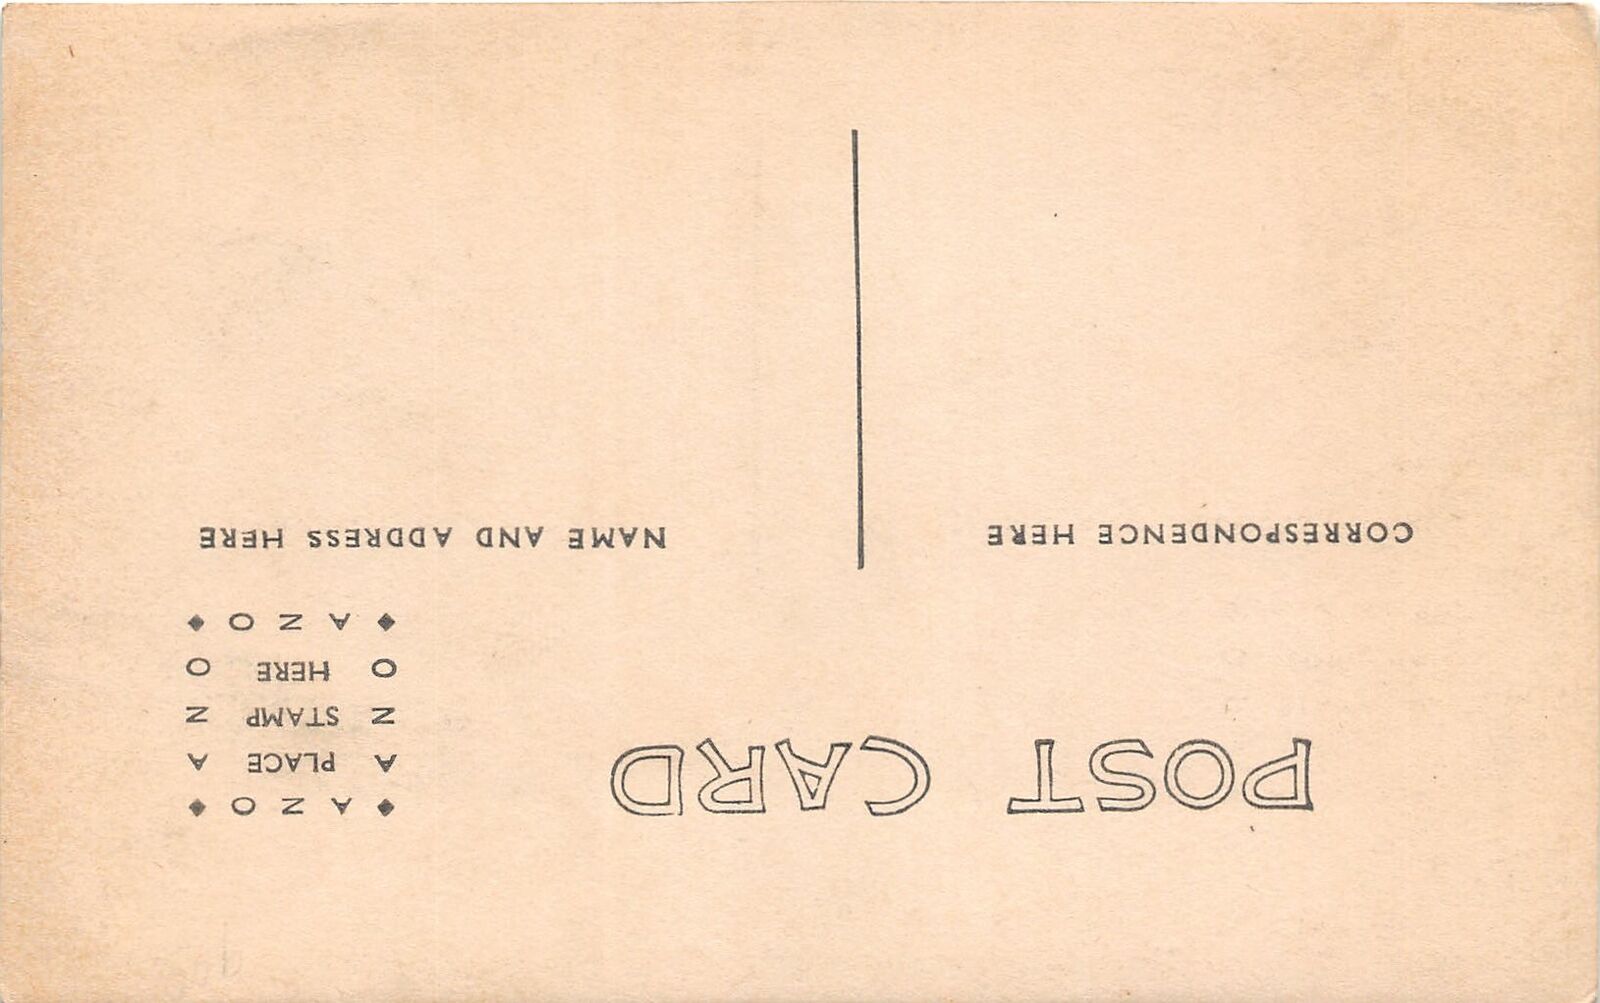 POST CARD
◆ A Z O ◆
A PLACE A
Z STAMP Z
O HERE O
◆ A Z O ◆
CORRESPONDENCE HERE
NAME AND ADDRESS HERE